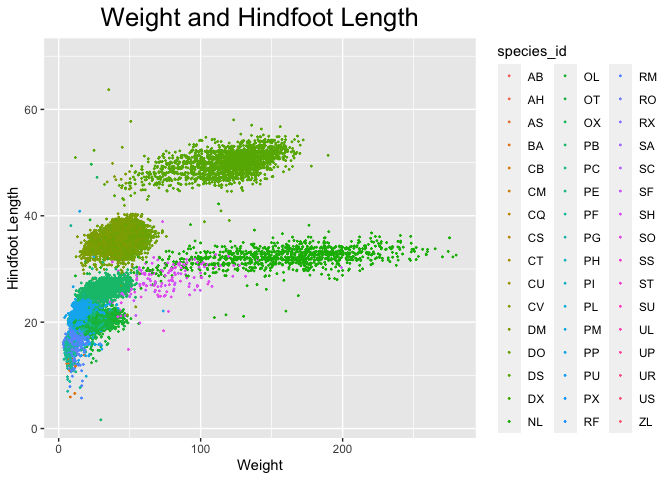 Weight and Hindfoot Length
Hindfoot Length
60
40
20
0
0
100
200
Weight
species_id
AB
AH
AS
BA
CB
CM
CQ
CS
CT
CU
CV
DM
DO
DS
DX
NL
OL
OT
OX
PB
PC
PE
PF
PG
PH
PI
PL
PM
PP
PU
PX
RF
RM
RO
RX
SA
SC
SF
SH
SO
SS
ST
SU
UL
UP
UR
US
ZL